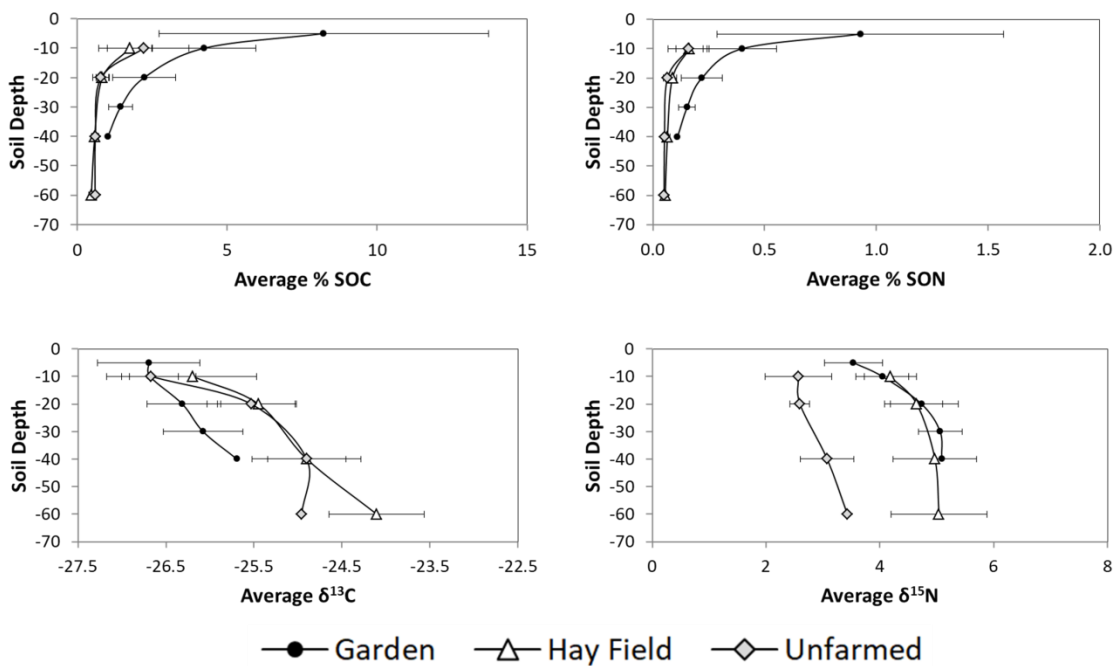 0
-10
-20
-30
-40
-50
-60
-70
Soil Depth
0 5 10 15
Average % SOC
0
-10
-20
-30
-40
-50
-60
-70
Soil Depth
0.0 0.5 1.0 1.5 2.0
Average % SON
0
-10
-20
-30
-40
-50
-60
-70
Soil Depth
-27.5 -26.5 -25.5 -24.5 -23.5 -22.5
Average δ¹³C
0
-10
-20
-30
-40
-50
-60
-70
Soil Depth
0 2 4 6 8
Average δ¹⁵N
Garden Hay Field Unfarmed